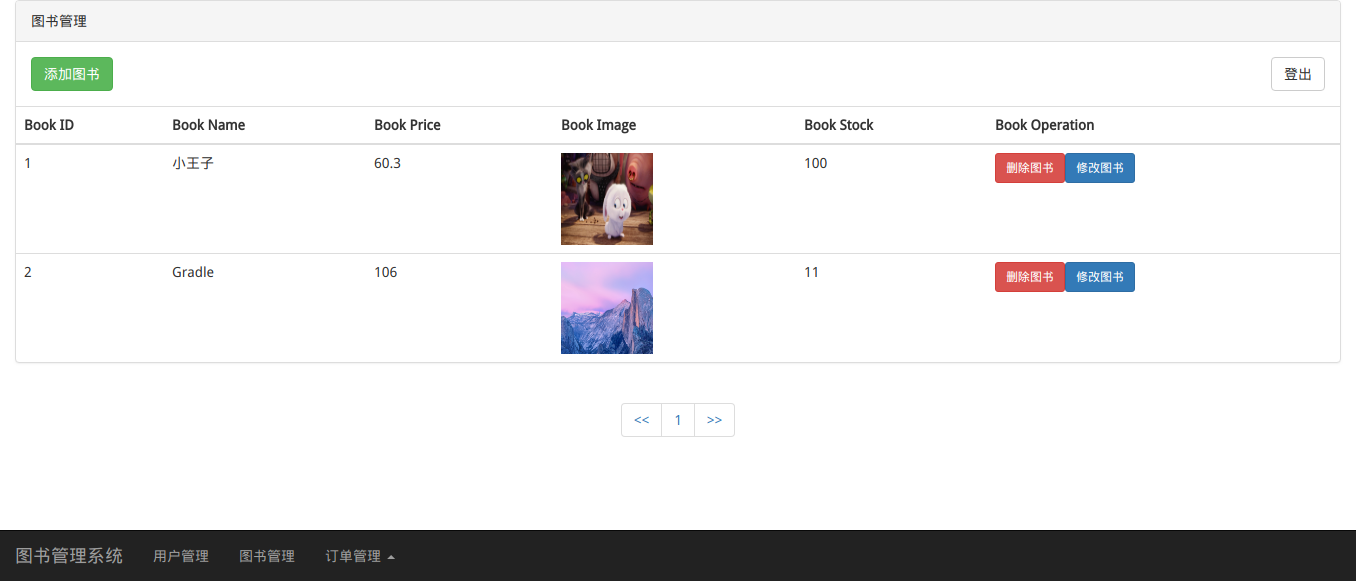 图书管理
添加图书 登出
Book ID Book Name Book Price Book Image Book Stock Book Operation
1 小王子 60.3 100 删除图书 修改图书
2 Gradle 106 11 删除图书 修改图书
<< 1 >>
图书管理系统 用户管理 图书管理 订单管理